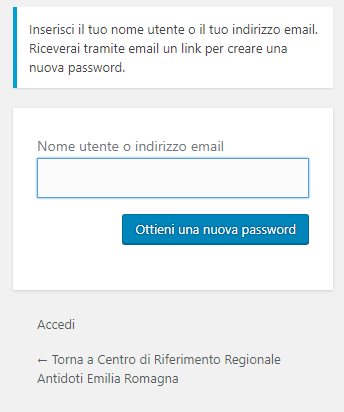 Inserisci il tuo nome utente o il tuo indirizzo email.
Riceverai tramite email un link per creare una
nuova password.
Nome utente o indirizzo email
Ottieni una nuova password
Accedi
← Torna a Centro di Riferimento Regionale
Antidoti Emilia Romagna